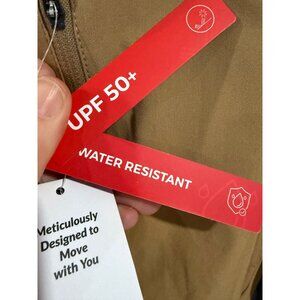 UPF 50+
WATER RESISTANT
Meticulously
Designed to
Move
with You